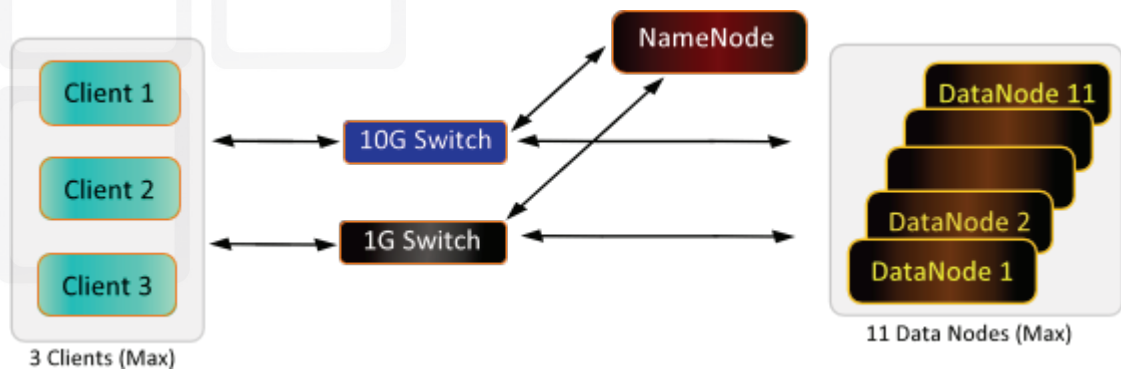 Client 1
Client 2
Client 3
3 Clients (Max)
10G Switch
1G Switch
NameNode
DataNode 11
DataNode 2
DataNode 1
11 Data Nodes (Max)